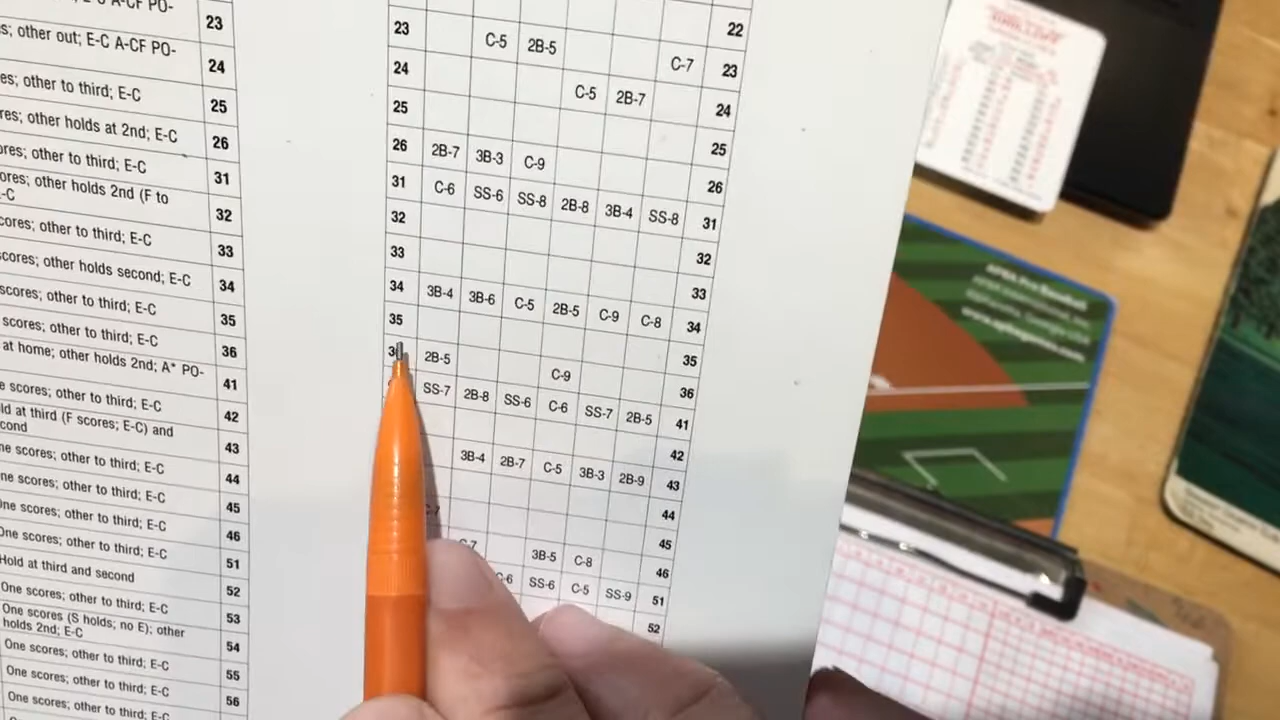 PO-
23
s; other out; E-C A-CF PO-
24
es; other to third; E-C
25
res; other holds at 2nd; E-C
26
ores; other to third; E-C
31
ores; other holds 2nd (F to
-C
32
cores; other to third; E-C
33
scores; other holds second; E-C
34
scores; other to third; E-C
35
scores; other to third; E-C
36
at home; other holds 2nd; A* PO-
41
e scores; other to third; E-C
42
ld at third (F scores; E-C) and
cond
43
ne scores; other to third; E-C
44
ne scores; other to third; E-C
45
One scores; other to third; E-C
46
One scores; other to third; E-C
51
Hold at third and second
52
One scores; other to third; E-C
53
One scores (S holds; no E); other
holds 2nd; E-C
54
One scores; other to third; E-C
55
One scores; other to third; E-C
56
One scores; other to third; E-C
22
23 C-5 2B-5 C-7 23
24 C-5 2B-7 24
25 25
26 2B-7 3B-3 C-9 26
31 C-6 SS-6 SS-8 2B-8 3B-4 SS-8 31
32 32
33 33
34 3B-4 3B-6 C-5 2B-5 C-9 C-8 34
35 35
2B-5 C-9 36
SS-7 2B-8 SS-6 C-6 SS-7 2B-5 41
42
3B-4 2B-7 C-5 3B-3 2B-9 43
44
45
C-7 3B-5 C-8 46
C-6 SS-6 C-5 SS-9 51
52